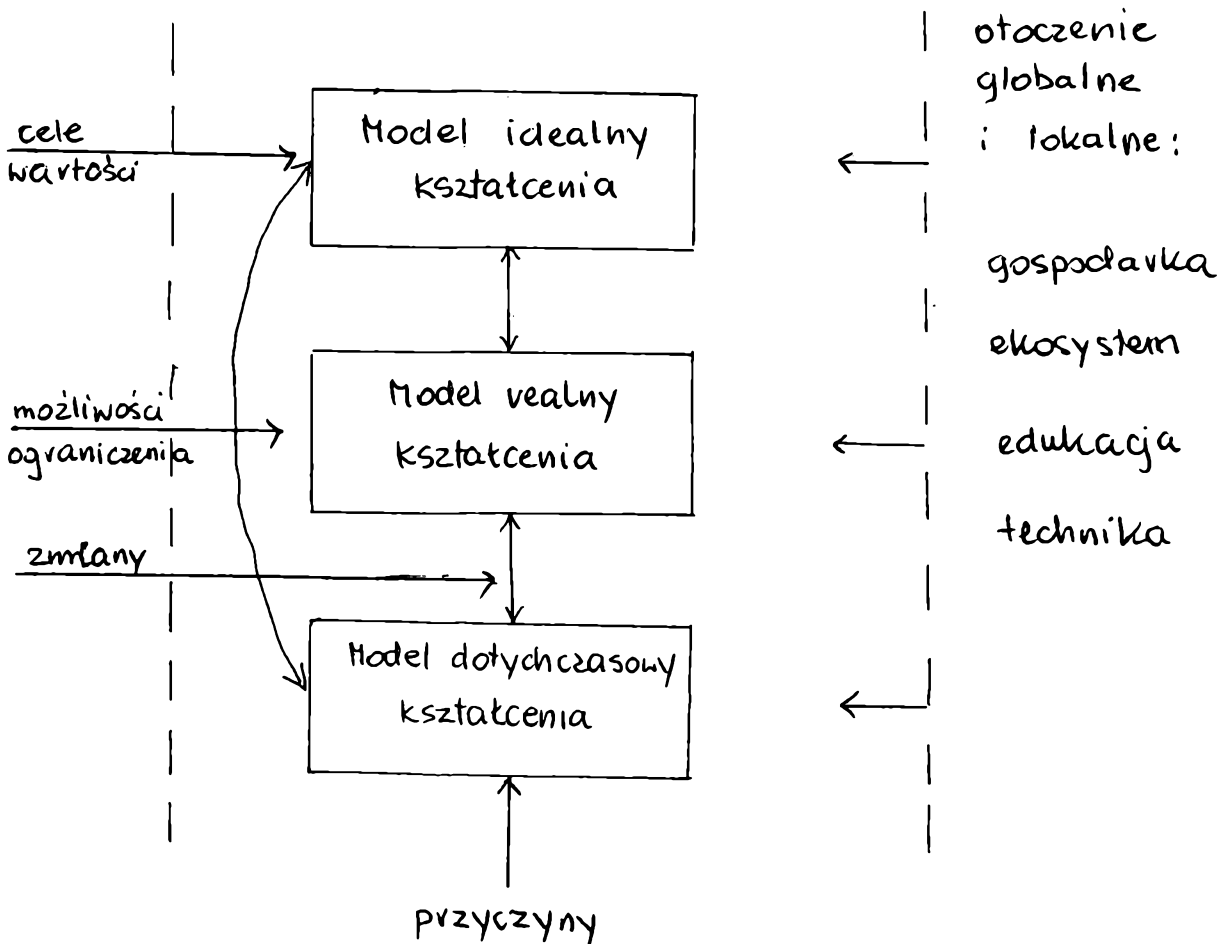 cele
wartości
Model idealny
kształcenia
możliwości
ograniczenia
Model realny
kształcenia
zmiany
Model dotychczasowy
kształcenia
przyczyny
otoczenie
globalne
i lokalne:
gospodarka
ekosystem
edukacja
technika